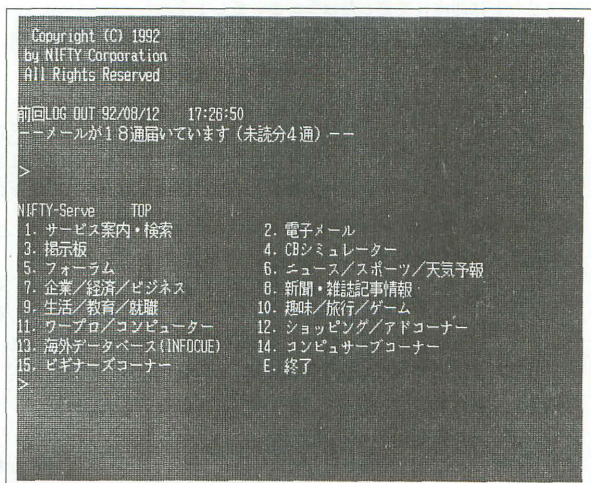 Copyright (C) 1992
by NIFTY Corporation
All Rights Reserved
前回LOG OUT 92/08/12 17:26:50
--メールが18通届いています(未読分4通)--
>
NIFTY-Serve TOP
1. サービス案内・検索 2. 電子メール
3. 掲示板 4. CBシミュレーター
5. フォーラム 6. ニュース/スポーツ/天気予報
7. 企業/経済/ビジネス 8. 新聞・雑誌記事情報
9. 生活/教育/就職 10. 趣味/旅行/ゲーム
11. ワープロ/コンピューター 12. ショッピング/アドコーナー
13. 海外データベース(INFOCUE) 14. コンピュサーブコーナー
15. ビギナーズコーナー E. 終了
>